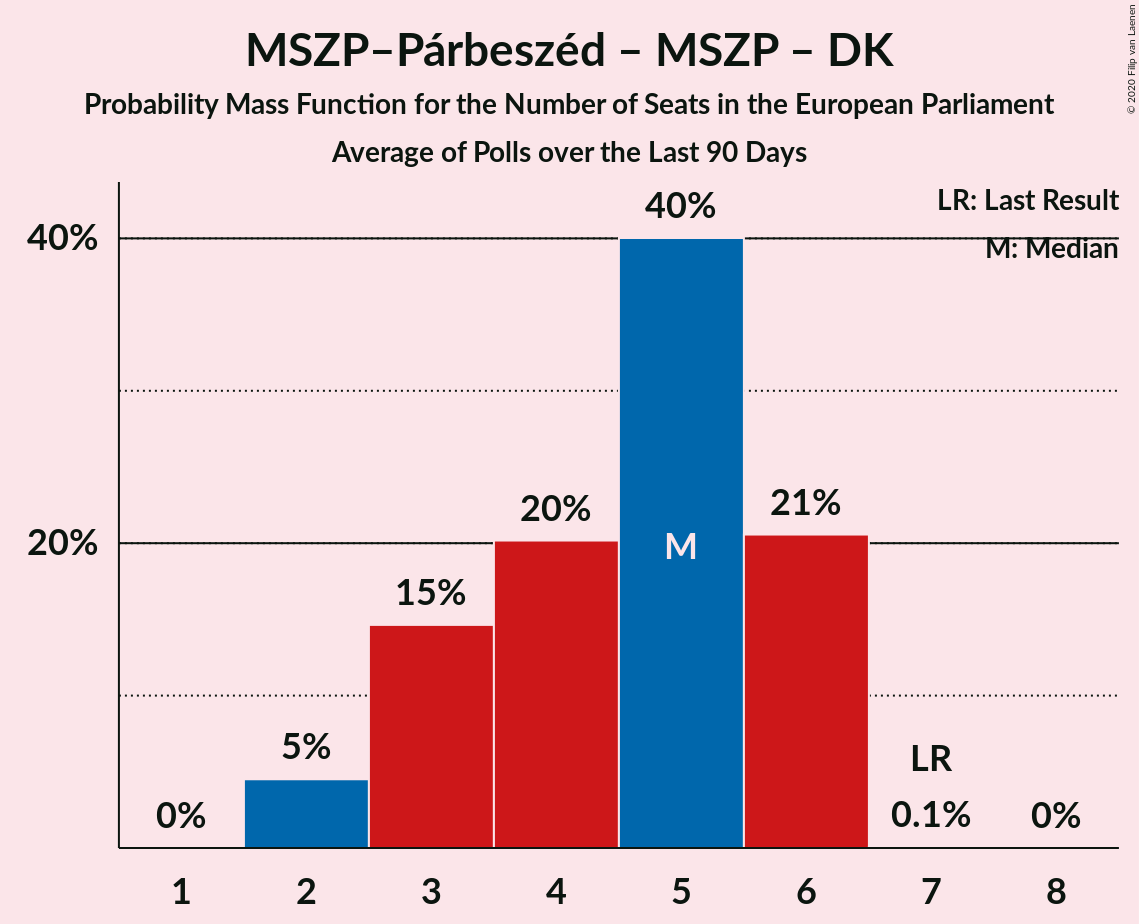 MSZP–Párbeszéd – MSZP – DK
Probability Mass Function for the Number of Seats in the European Parliament
Average of Polls over the Last 90 Days
© 2020 Filip van Laenen
LR: Last Result
M: Median
40%
20%
0%
5%
15%
20%
40%
M
21%
LR
0.1%
0%
1 2 3 4 5 6 7 8